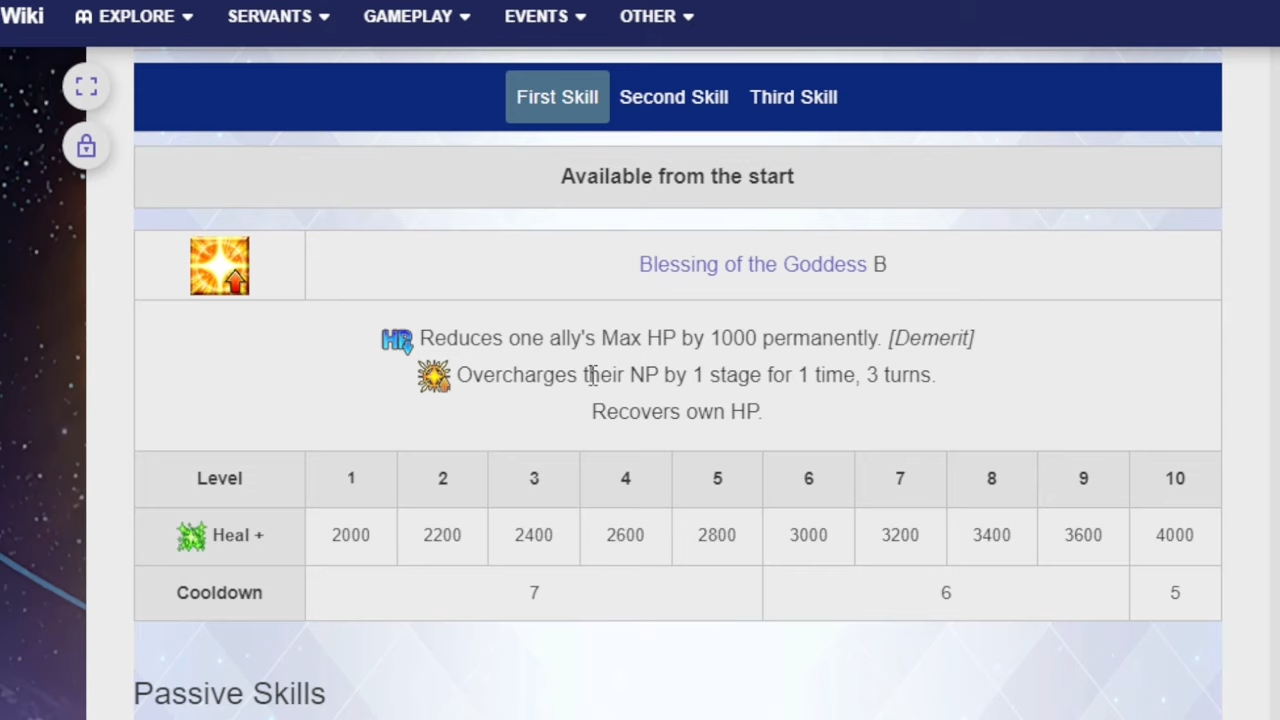 Wiki EXPLORE SERVANTS GAMEPLAY EVENTS OTHER
First Skill Second Skill Third Skill
Available from the start
Blessing of the Goddess B
HP Reduces one ally's Max HP by 1000 permanently. [Demerit]
Overcharges their NP by 1 stage for 1 time, 3 turns.
Recovers own HP.
Level 1 2 3 4 5 6 7 8 9 10
Heal + 2000 2200 2400 2600 2800 3000 3200 3400 3600 4000
Cooldown 7 6 5
Passive Skills